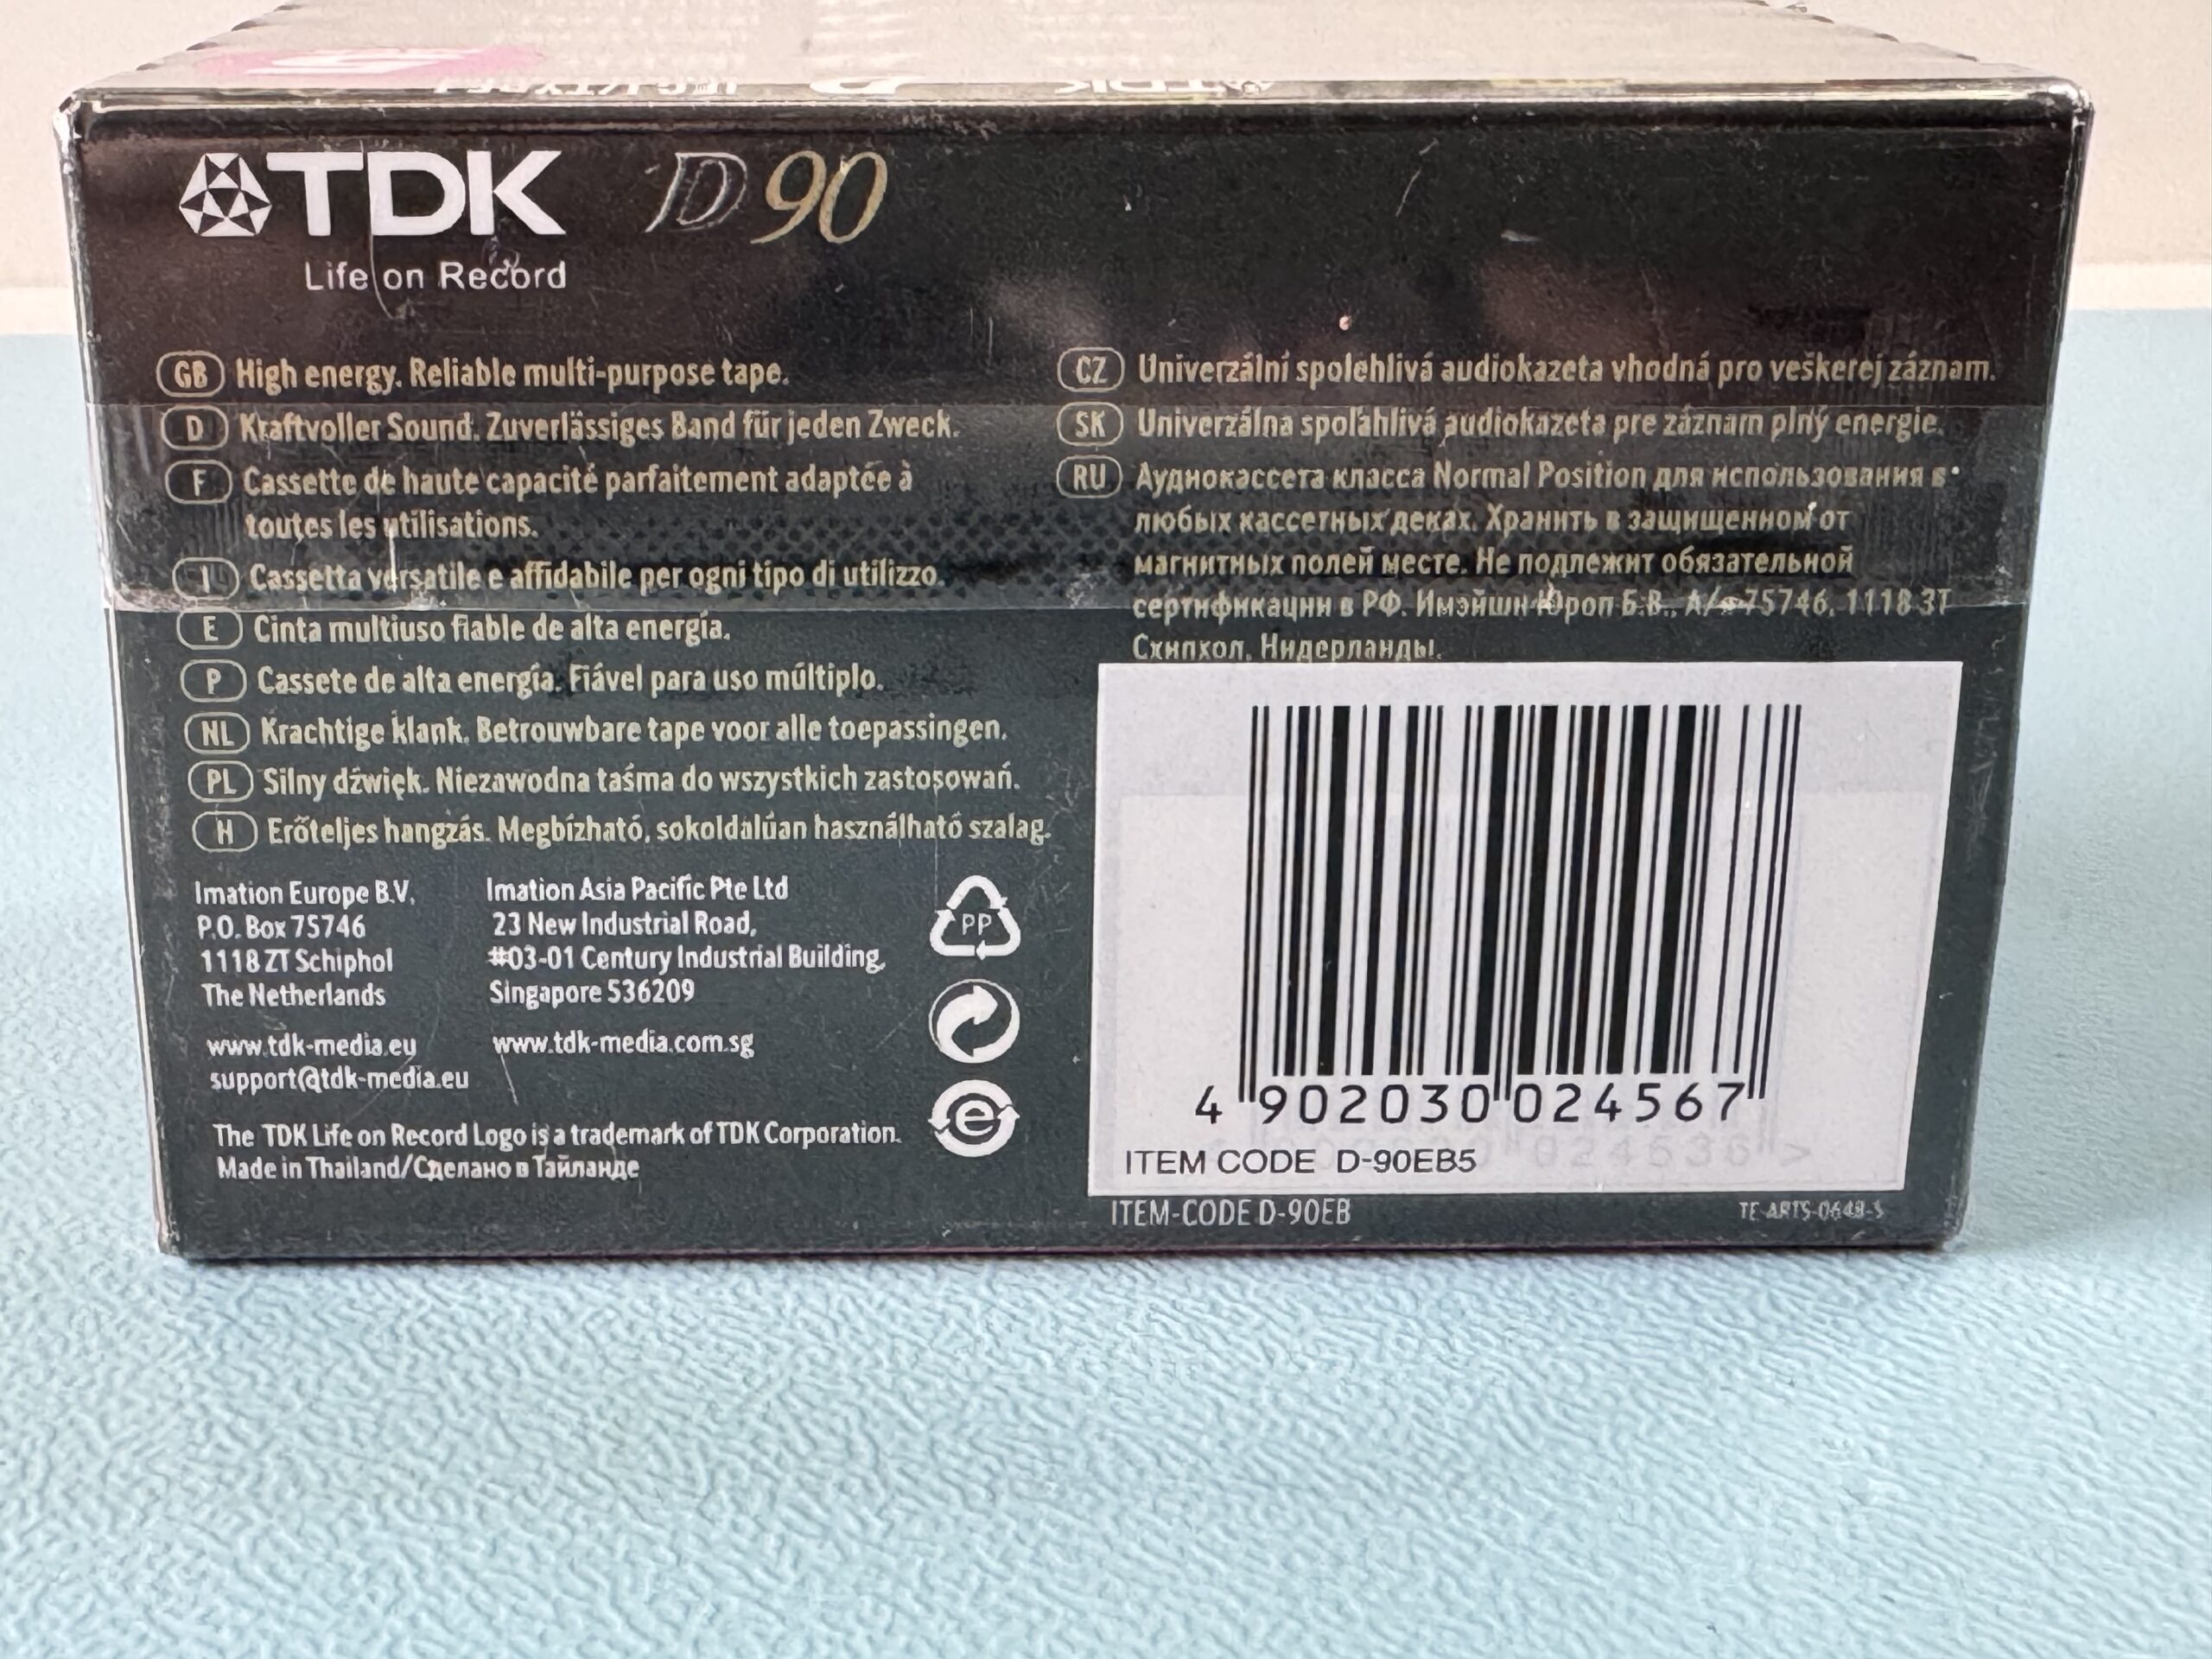 TDK D90
Life on Record
GB High energy. Reliable multi-purpose tape.
D Kraftvoller Sound. Zuverlässiges Band für jeden Zweck.
F Cassette de haute capacité parfaitement adaptée à
toutes les utilisations.
I Cassetta versatile e affidabile per ogni tipo di utilizzo.
E Cinta multiuso fiable de alta energía.
P Cassete de alta energía. Fiável para uso múltiplo.
NL Krachtige klank. Betrouwbare tape voor alle toepassingen.
PL Silny dźwięk. Niezawodna taśma do wszystkich zastosowań.
H Erőteljes hangzás. Megbízható, sokoldalúan használható szalag.
CZ Univerzální spolehlivá audiokazeta vhodná pro veškerej záznam.
SK Univerzálna spoľahlivá audiokazeta pre záznam plný energie.
RU Аудиокассета класса Normal Position для использования в
любых кассетных деках. Хранить в защищенном от
магнитных полей месте. Не подлежит обязательной
сертификации в РФ. Имэйшн Юроп Б.В., А/я 75746, 1118 ЗТ
Схипхол, Нидерланды.
Imation Europe B.V.
P.O. Box 75746
1118 ZT Schiphol
The Netherlands
www.tdk-media.eu
support@tdk-media.eu
Imation Asia Pacific Pte Ltd
23 New Industrial Road,
#03-01 Century Industrial Building,
Singapore 536209
www.tdk-media.com.sg
PP
e
The TDK Life on Record Logo is a trademark of TDK Corporation.
Made in Thailand/Сделано в Тайланде
4 902030 024567
ITEM CODE D-90EB5
ITEM-CODE D-90EB